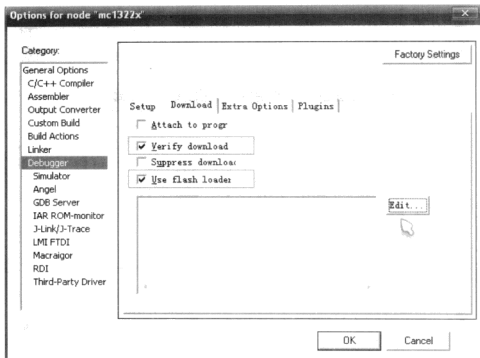 Options for node "mc1322x"
Category:
Factory Settings
General Options
C/C++ Compiler
Assembler
Output Converter
Custom Build
Build Actions
Linker
Debugger
Simulator
Angel
GDB Server
IAR ROM-monitor
J-Link/J-Trace
LMI FTDI
Macraigor
RDI
Third-Party Driver
Setup Download Extra Options Plugins
Attach to progr
Verify download
Suppress downloac
Use flash loader
Edit...
OK Cancel